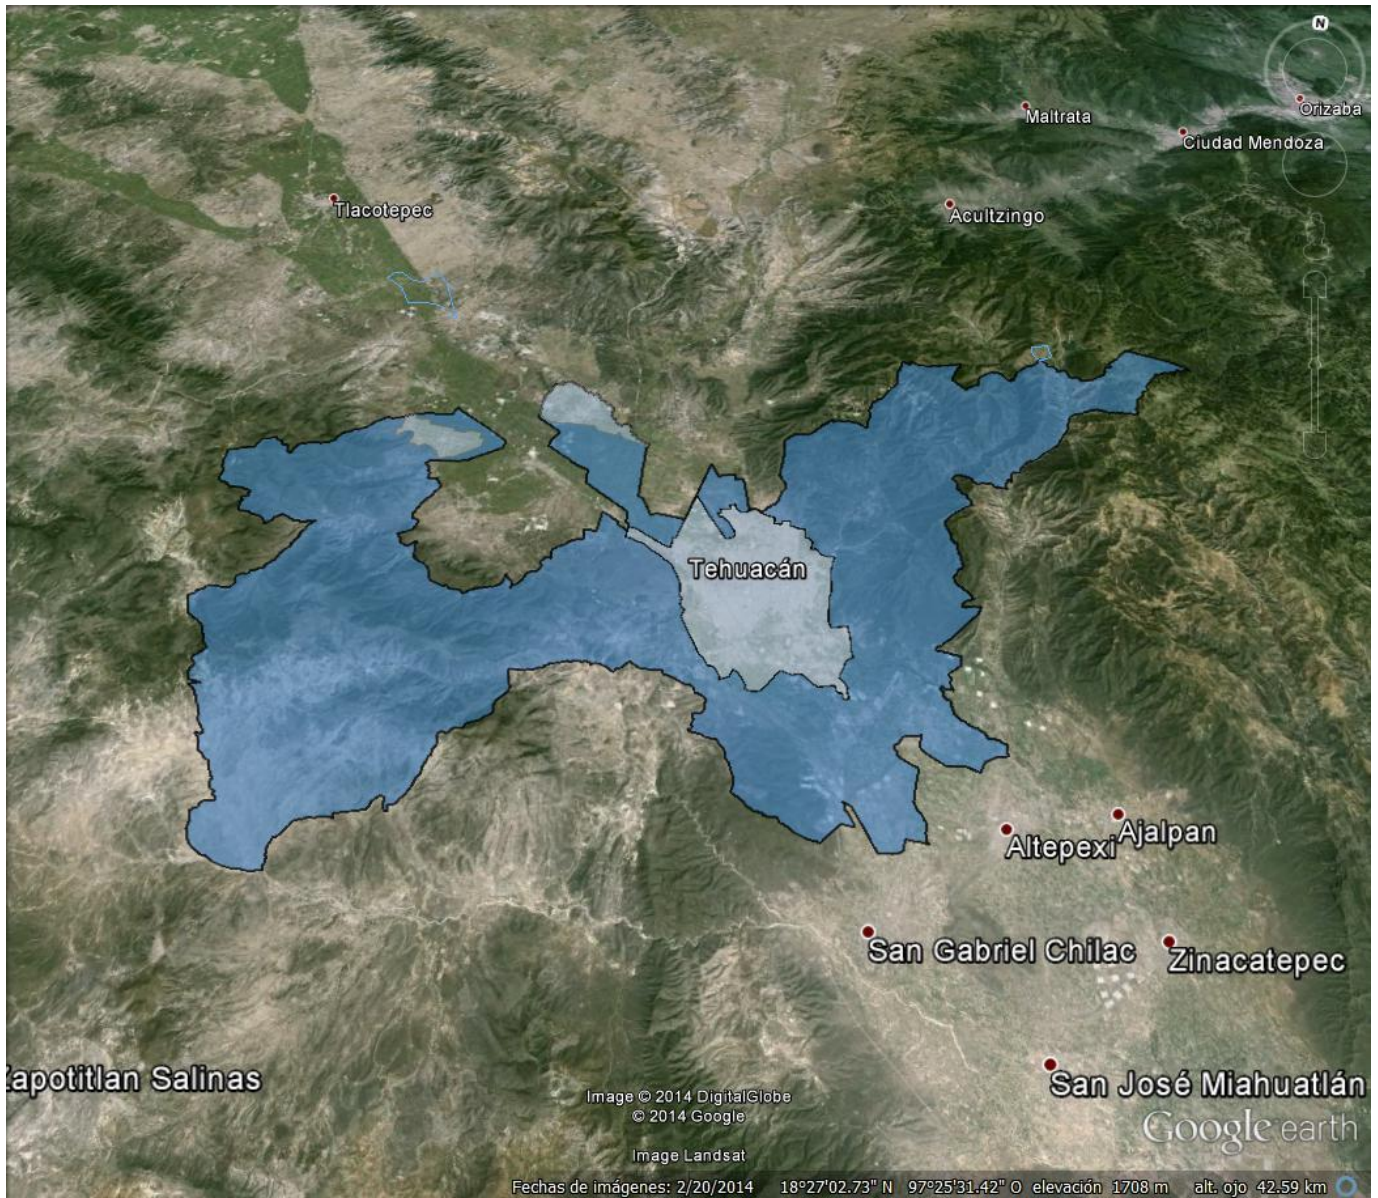 N
Orizaba
Maltrata
Ciudad Mendoza
Tlacotepec
Acultzingo
Tehuacán
Ajalpan
Altepexi
San Gabriel Chilac
Zinacatepec
Zapotitlan Salinas
San José Miahuatlán
Image © 2014 DigitalGlobe
© 2014 Google
Google earth
Image Landsat
Fechas de imágenes: 2/20/2014 18°27'02.73" N 97°25'31.42" O elevación 1708 m alt. ojo 42.59 km